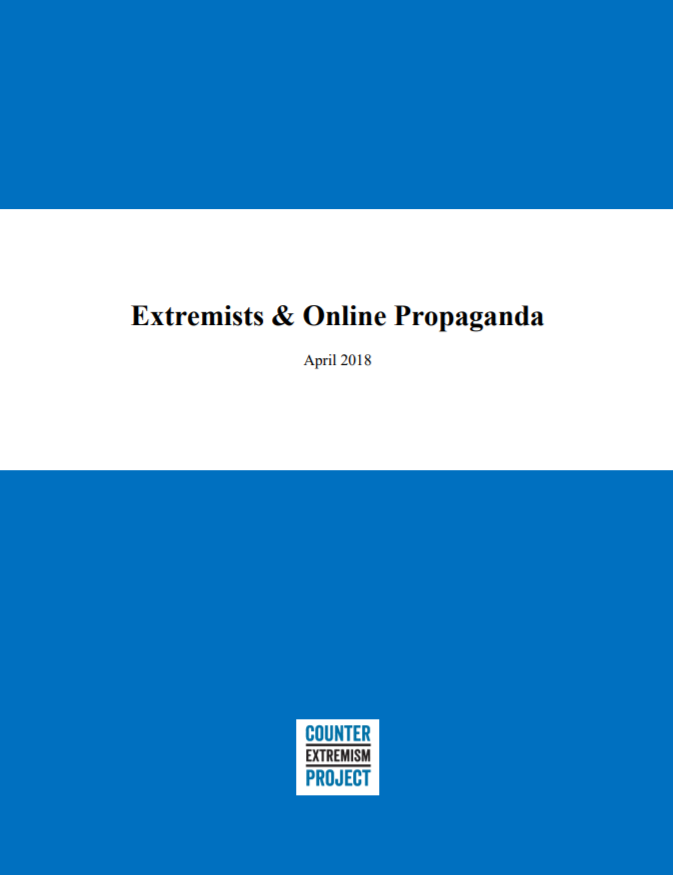 Extremists & Online Propaganda
April 2018
COUNTER
EXTREMISM
PROJECT